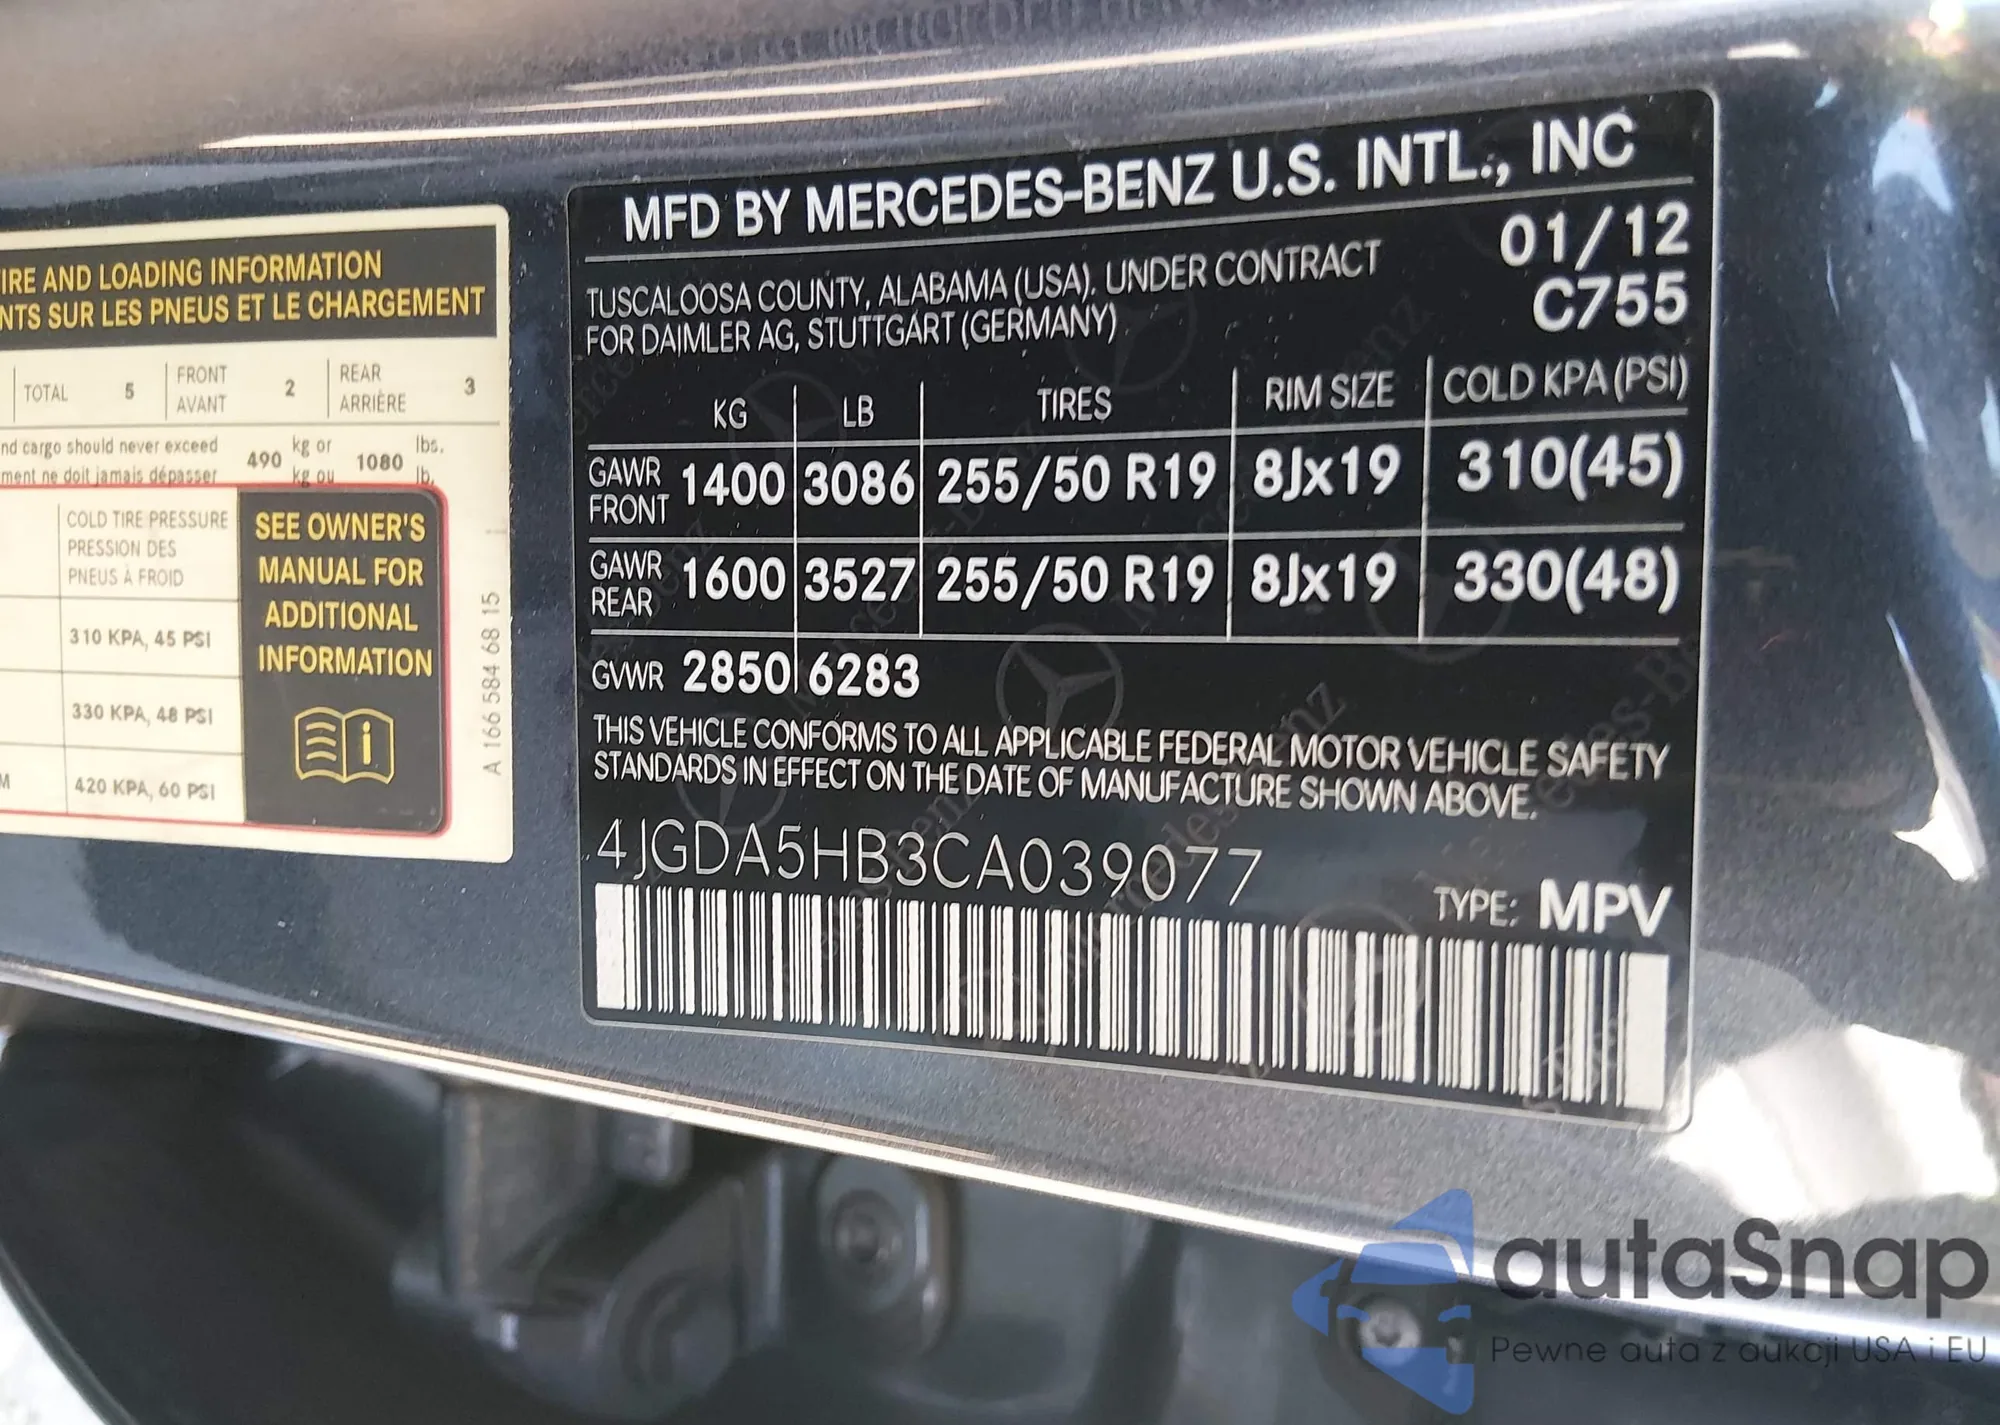 TIRE AND LOADING INFORMATION
NTS SUR LES PNEUS ET LE CHARGEMENT
TOTAL 5 FRONT AVANT 2 REAR ARRIÈRE 3
nd cargo should never exceed 490 kg or 1080 lbs.
ment ne doit jamais dépasser kg ou lb.
COLD TIRE PRESSURE
PRESSION DES
PNEUS À FROID
310 KPA, 45 PSI
330 KPA, 48 PSI
420 KPA, 60 PSI
SEE OWNER'S
MANUAL FOR
ADDITIONAL
INFORMATION
A 166 584 68 15
MFD BY MERCEDES-BENZ U.S. INTL., INC
TUSCALOOSA COUNTY, ALABAMA (USA), UNDER CONTRACT
FOR DAIMLER AG, STUTTGART (GERMANY)
01/12
C755
KG LB TIRES RIM SIZE COLD KPA (PSI)
GAWR FRONT 1400 3086 255/50 R19 8Jx19 310(45)
GAWR REAR 1600 3527 255/50 R19 8Jx19 330(48)
GVWR 2850 6283
THIS VEHICLE CONFORMS TO ALL APPLICABLE FEDERAL MOTOR VEHICLE SAFETY
STANDARDS IN EFFECT ON THE DATE OF MANUFACTURE SHOWN ABOVE.
4JGDA5HB3CA039077
TYPE: MPV
autaSnap
Pewne auta z aukcji USA i EU